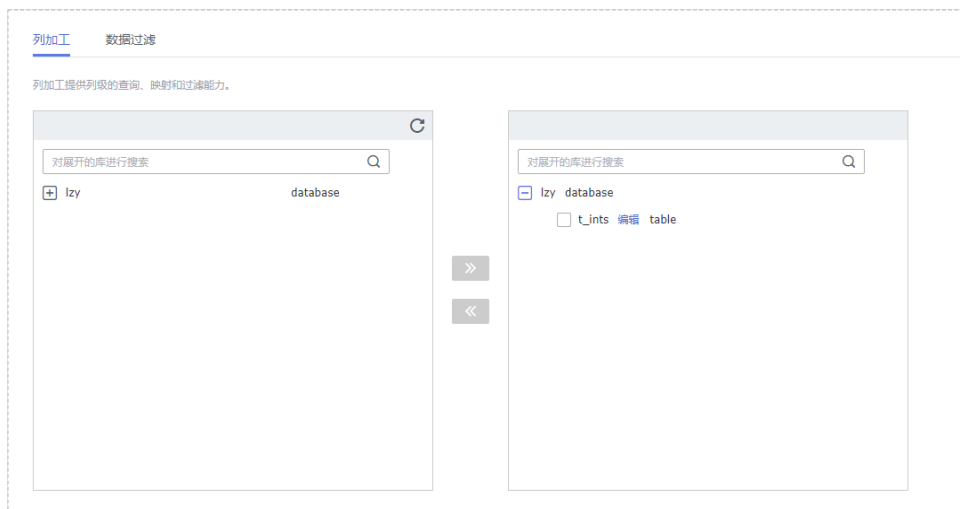 列加工 数据过滤
列加工提供列级的查询、映射和过滤能力。
对展开的库进行搜索
lzy database
对展开的库进行搜索
lzy database
t_ints 编辑 table